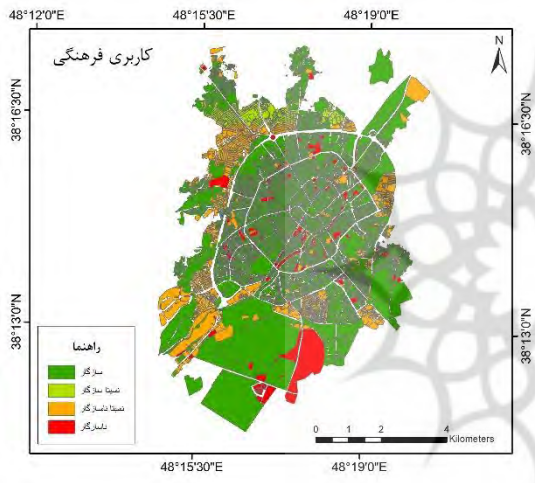 48°12'0"E 48°15'30"E 48°19'0"E
کاربری فرهنگی
N
38°16'30"N 38°16'30"N
38°13'0"N 38°13'0"N
راهنما
سازگار
نسبتا سازگار
نسبتا ناسازگار
ناسازگار
0 1 2 4
Kilometers
48°15'30"E 48°19'0"E